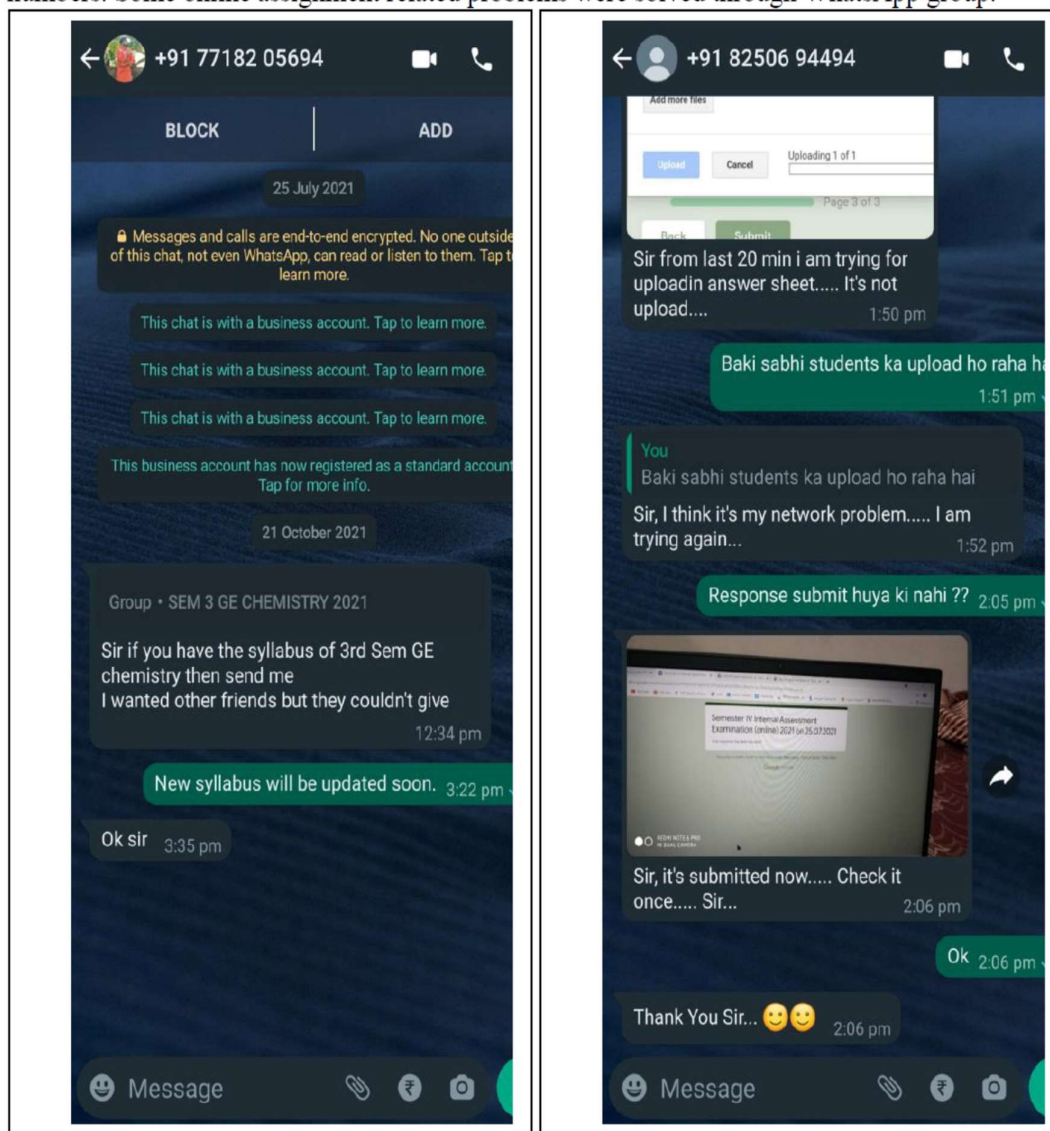 numbers. Some online assignment related problems were solved through WhatsApp group.
+91 77182 05694
BLOCK
ADD
25 July 2021
Messages and calls are end-to-end encrypted. No one outside
of this chat, not even WhatsApp, can read or listen to them. Tap t
learn more.
This chat is with a business account. Tap to learn more.
This chat is with a business account. Tap to learn more.
This chat is with a business account. Tap to learn more.
This business account has now registered as a standard account
Tap for more info.
21 October 2021
Group • SEM 3 GE CHEMISTRY 2021
Sir if you have the syllabus of 3rd Sem GE
chemistry then send me
I wanted other friends but they couldn't give
12:34 pm
New syllabus will be updated soon. 3:22 pm
Ok sir 3:35 pm
Message
+91 82506 94494
Add more files
Upload
Cancel
Uploading 1 of 1
Page 3 of 3
Back
Submit
Sir from last 20 min i am trying for
uploadin answer sheet..... It's not
upload.... 1:50 pm
Baki sabhi students ka upload ho raha ha
1:51 pm
You
Baki sabhi students ka upload ho raha hai
Sir, I think it's my network problem..... I am
trying again... 1:52 pm
Response submit huya ki nahi ?? 2:05 pm
Semester IV Internal Assessment
Examination (online) 2021 on 25.07.2021
REDMI NOTE 6 PRO
MI DUAL CAMERA
Sir, it's submitted now..... Check it
once..... Sir... 2:06 pm
Ok 2:06 pm
Thank You Sir... 🙂🙂 2:06 pm
Message